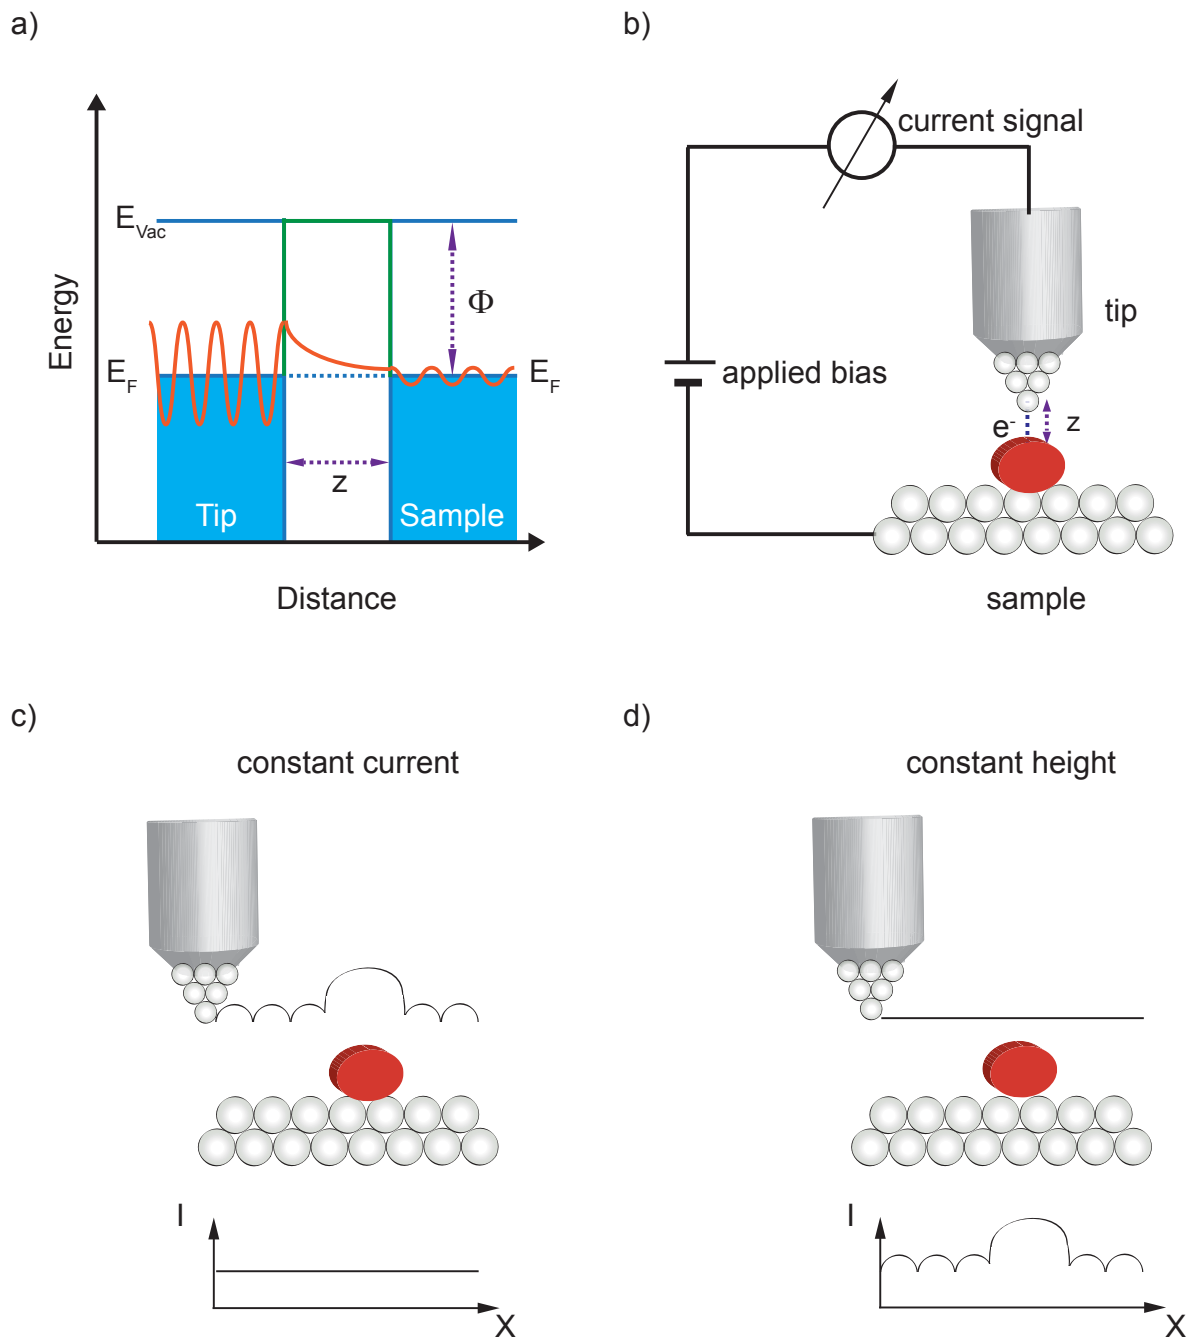 a)
E_Vac
Φ
Energy
E_F
E_F
z
Tip
Sample
Distance
b)
current signal
tip
applied bias
e⁻
z
sample
c)
constant current
I
X
d)
constant height
I
X